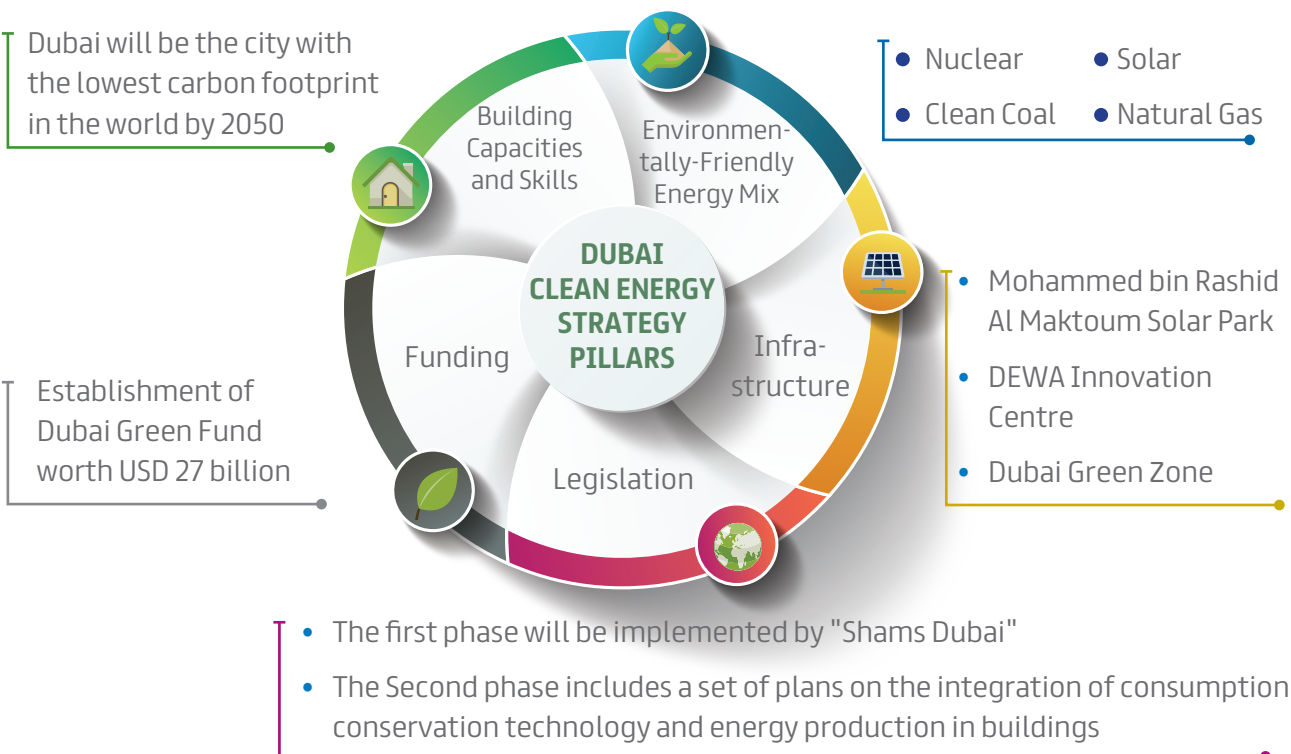 Dubai will be the city with
the lowest carbon footprint
in the world by 2050
Building
Capacities
and Skills
Environmen-
tally-Friendly
Energy Mix
Nuclear
Solar
Clean Coal
Natural Gas
DUBAI
CLEAN ENERGY
STRATEGY
PILLARS
Funding
Infra-
structure
Legislation
Mohammed bin Rashid
Al Maktoum Solar Park
DEWA Innovation
Centre
Dubai Green Zone
Establishment of
Dubai Green Fund
worth USD 27 billion
The first phase will be implemented by "Shams Dubai"
The Second phase includes a set of plans on the integration of consumption
conservation technology and energy production in buildings